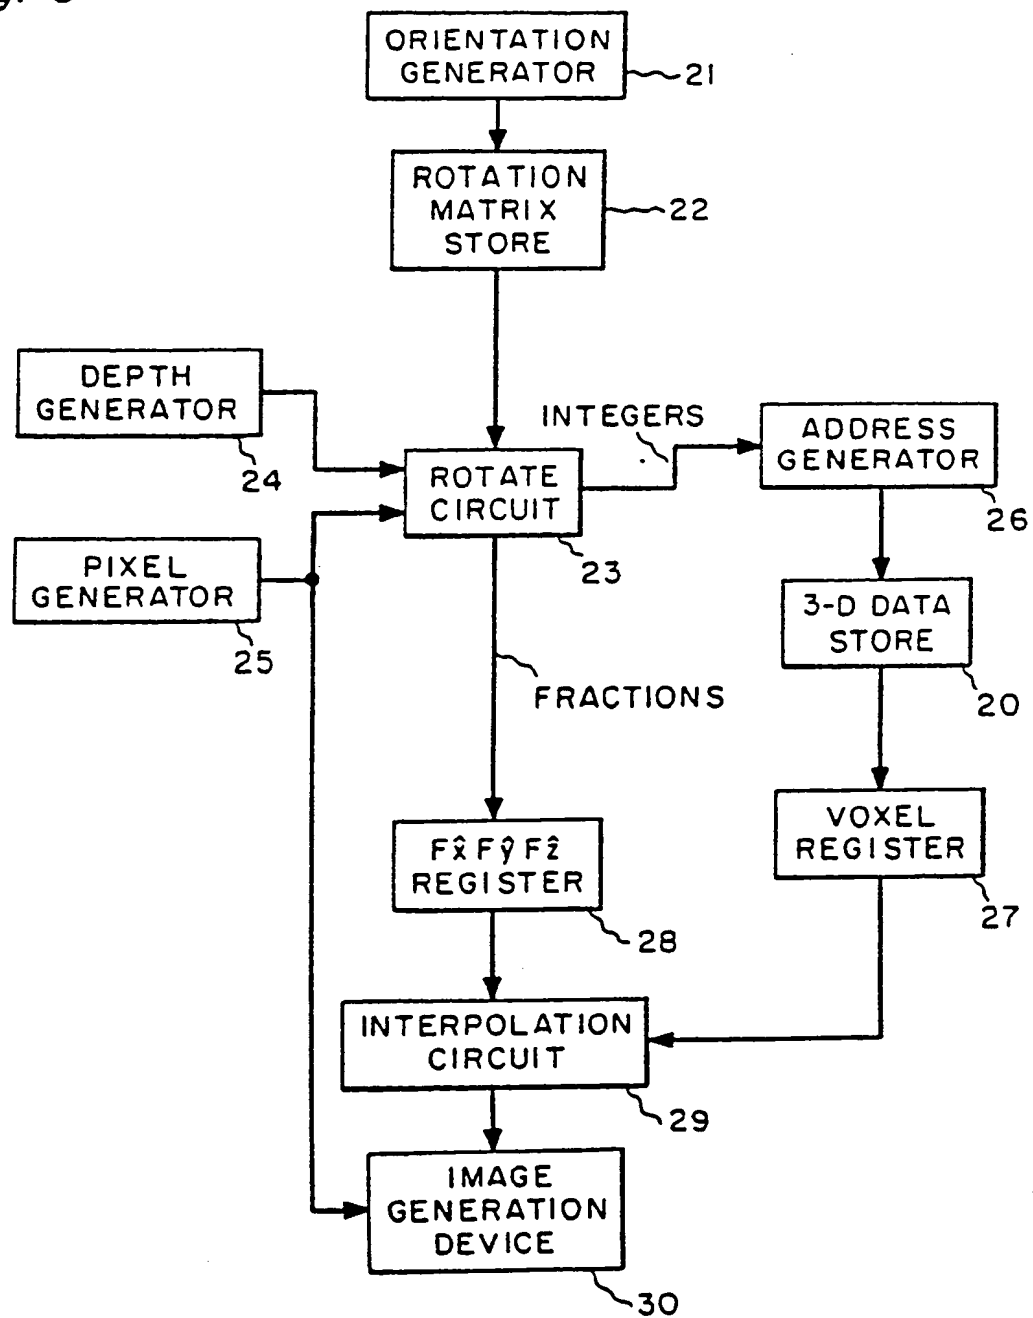 ORIENTATION
GENERATOR
21
ROTATION
MATRIX
STORE
22
DEPTH
GENERATOR
24
INTEGERS
ADDRESS
GENERATOR
26
ROTATE
CIRCUIT
23
PIXEL
GENERATOR
25
3-D DATA
STORE
20
FRACTIONS
VOXEL
REGISTER
27
Fx̂ Fŷ Fẑ
REGISTER
28
INTERPOLATION
CIRCUIT
29
IMAGE
GENERATION
DEVICE
30